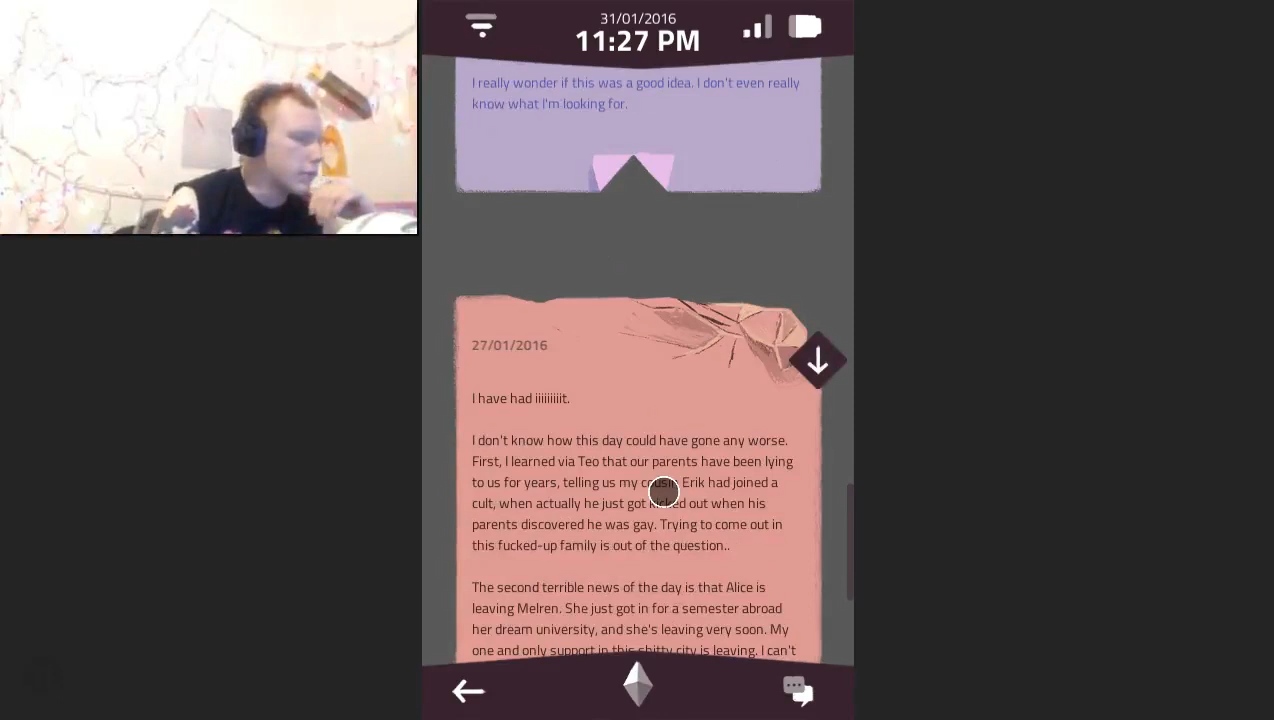 31/01/2016
11:27 PM
I really wonder if this was a good idea. I don't even really
know what I'm looking for.
27/01/2016
I have had iiiiiiiiit.
I don't know how this day could have gone any worse.
First, I learned via Teo that our parents have been lying
to us for years, telling us my cousin Erik had joined a
cult, when actually he just got kicked out when his
parents discovered he was gay. Trying to come out in
this fucked-up family is out of the question..
The second terrible news of the day is that Alice is
leaving Melren. She just got in for a semester abroad
her dream university, and she's leaving very soon. My
one and only support in this shitty city is leaving. I can't